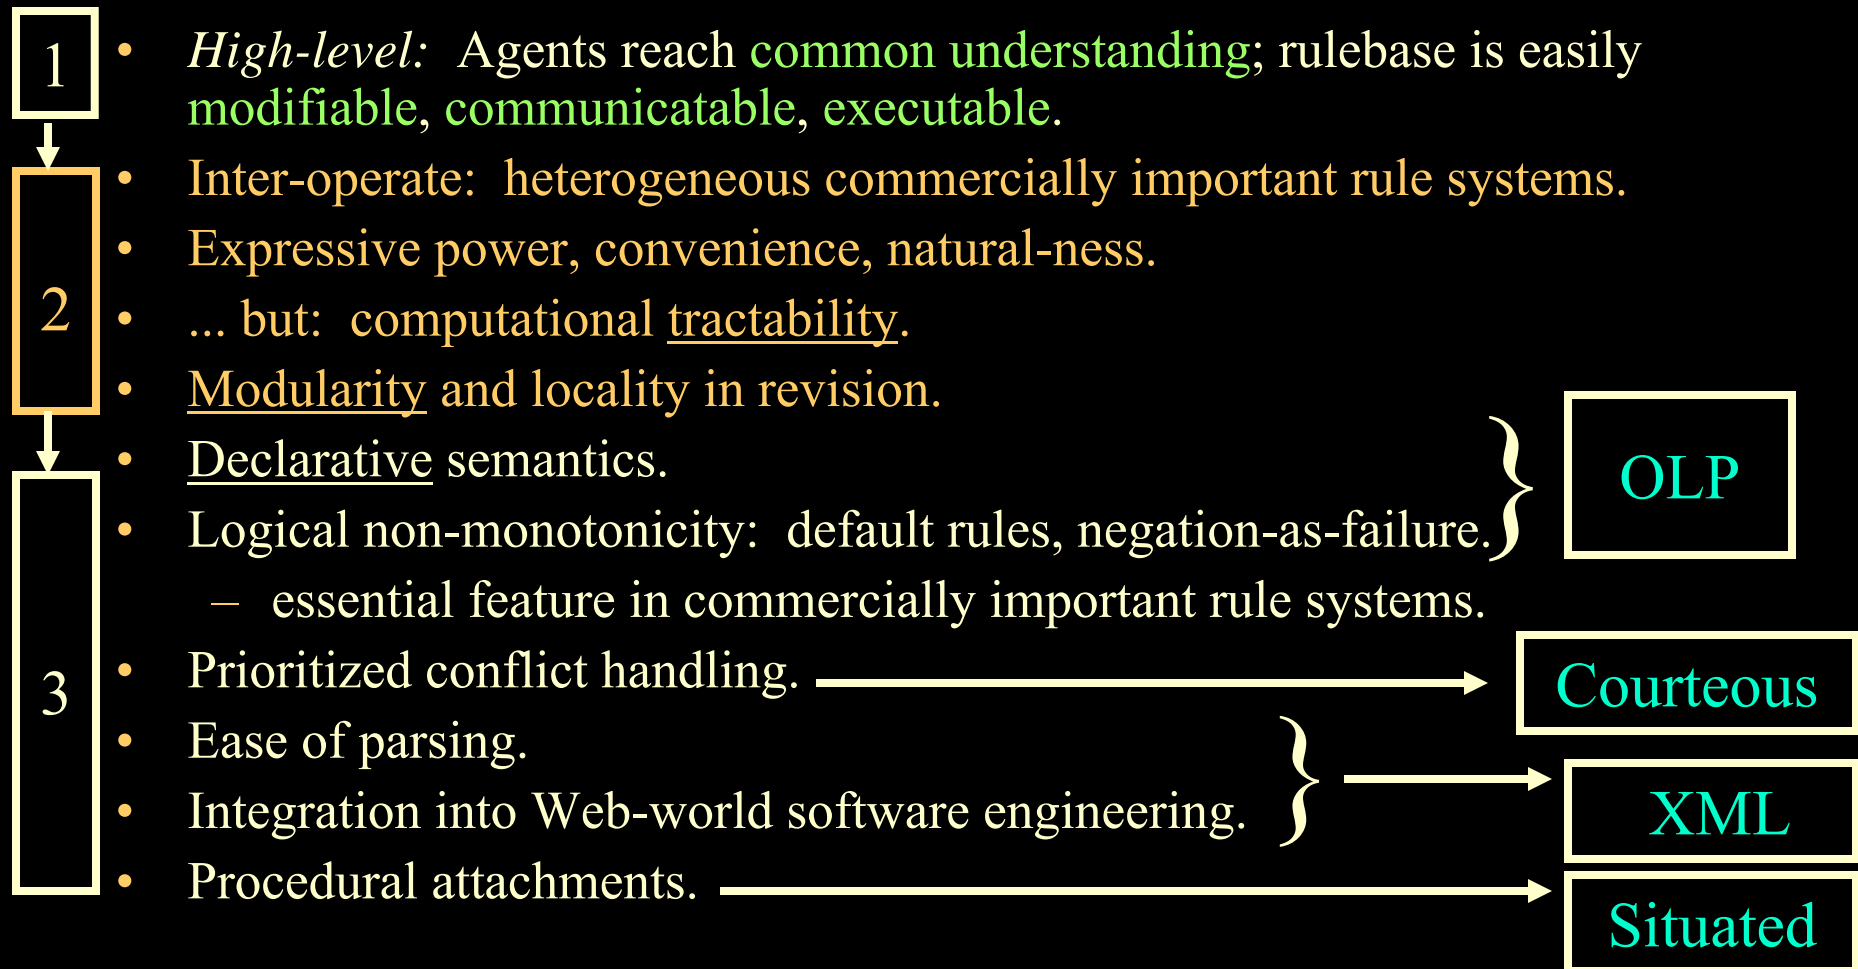 1
• High-level: Agents reach common understanding; rulebase is easily
modifiable, communicatable, executable.
2
• Inter-operate: heterogeneous commercially important rule systems.
• Expressive power, convenience, natural-ness.
• ... but: computational tractability.
• Modularity and locality in revision.
3
• Declarative semantics.
• Logical non-monotonicity: default rules, negation-as-failure.
– essential feature in commercially important rule systems.
OLP
• Prioritized conflict handling.
Courteous
• Ease of parsing.
• Integration into Web-world software engineering.
XML
• Procedural attachments.
Situated